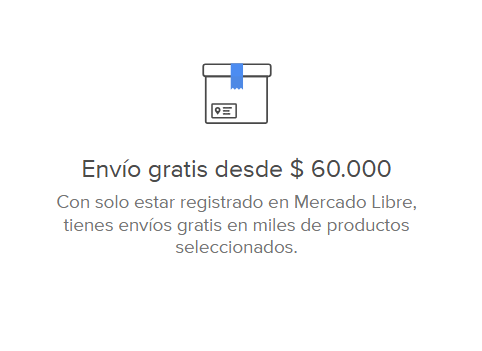 Envío gratis desde $ 60.000
Con solo estar registrado en Mercado Libre,
tienes envíos gratis en miles de productos
seleccionados.